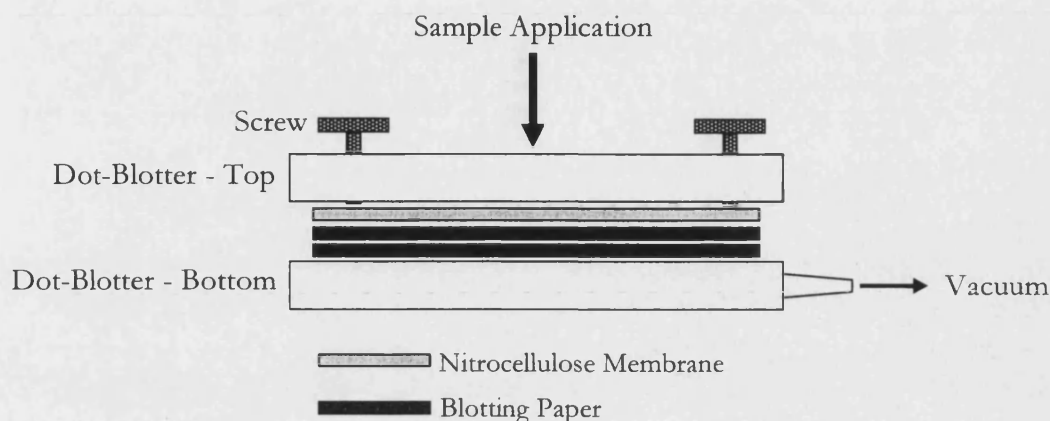 Sample Application
Screw
Dot-Blotter - Top
Dot-Blotter - Bottom
Vacuum
Nitrocellulose Membrane
Blotting Paper